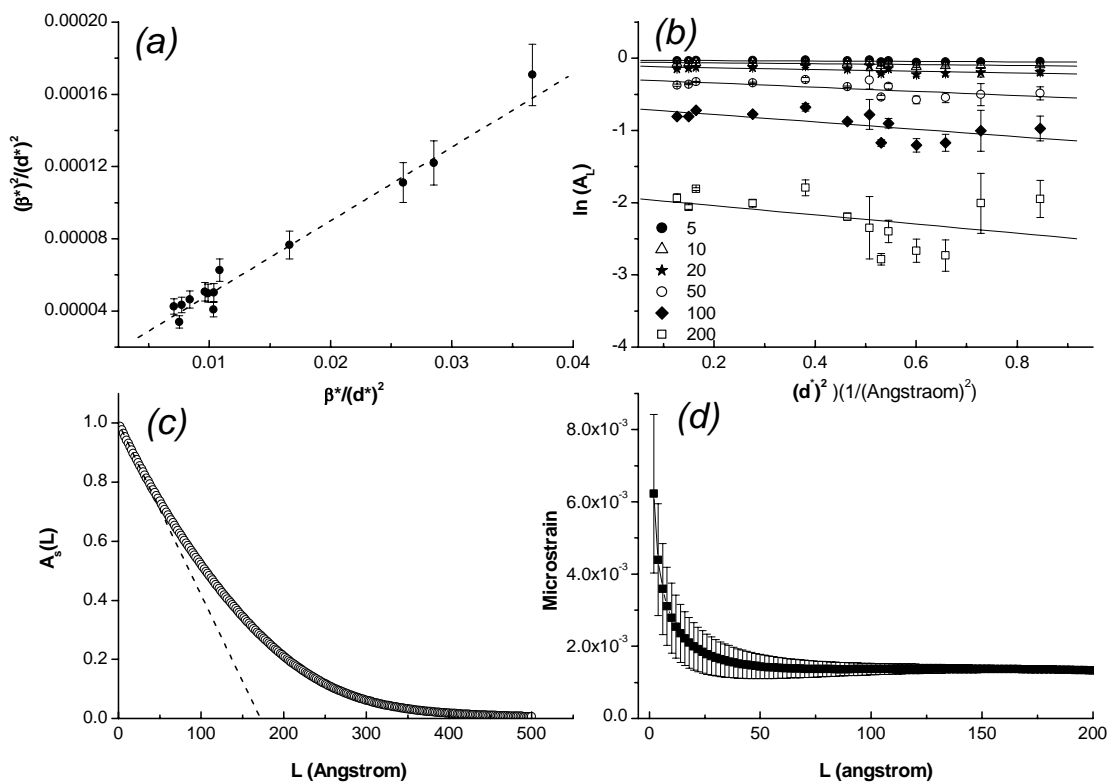 (a)
0.00020
0.00016
0.00012
0.00008
0.00004
(β*)²/(d*)²
0.01
0.02
0.03
0.04
β*/(d*)²
(b)
0
-1
-2
-3
-4
ln (A_L)
5
10
20
50
100
200
0.2
0.4
0.6
0.8
(d*)² )(1/(Angstraom)²)
(c)
1.0
0.8
0.6
0.4
0.2
0.0
A_s(L)
0
100
200
300
400
500
L (Angstrom)
(d)
8.0x10⁻³
6.0x10⁻³
4.0x10⁻³
2.0x10⁻³
0.0
Microstrain
0
50
100
150
200
L (angstrom)